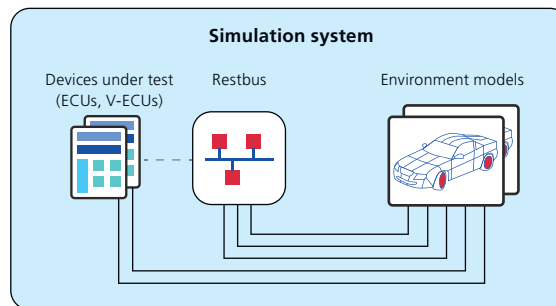 Simulation system
Devices under test
(ECUs, V-ECUs)
Restbus
Environment models